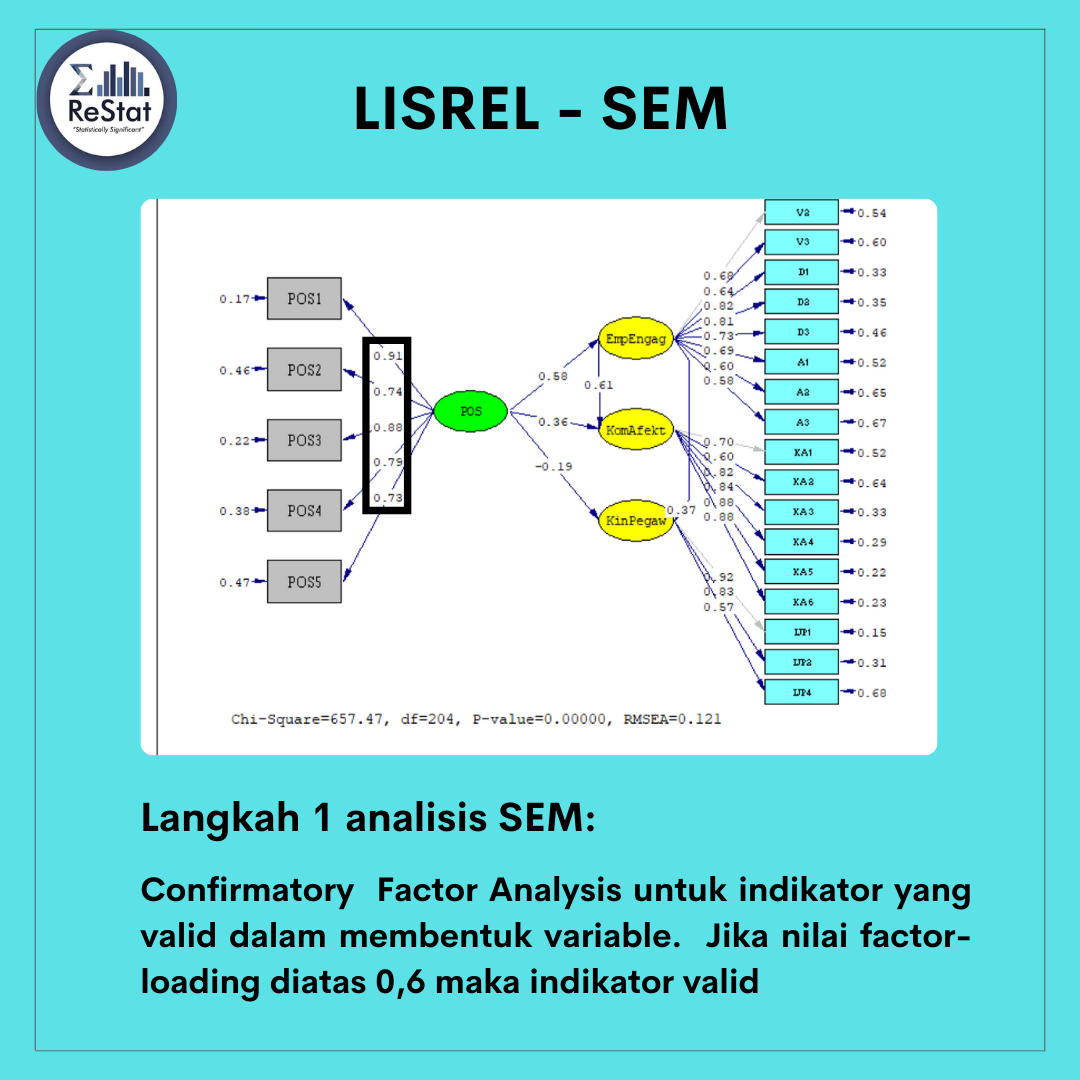 ReStat
"Statistically Significant"
LISREL - SEM
V2 0.54
V3 0.60
D1 0.33
D2 0.35
D3 0.46
A1 0.52
A2 0.65
A3 0.67
KA1 0.52
KA2 0.64
KA3 0.33
KA4 0.29
KA5 0.22
KA6 0.23
0.15
0.31
0.68
0.17 POS1
0.46 POS2
0.22 POS3
0.38 POS4
0.47 POS5
0.91
0.74
0.88
0.79
0.73
POS
0.58
0.36
-0.19
EmpEngag
0.61
KomAfekt
KinPegaw
0.37
0.68
0.64
0.82
0.81
0.73
0.69
0.60
0.58
0.70
0.60
0.82
0.84
0.88
0.88
0.92
0.83
0.57
Chi-Square=657.47, df=204, P-value=0.00000, RMSEA=0.121
Langkah 1 analisis SEM:
Confirmatory Factor Analysis untuk indikator yang
valid dalam membentuk variable. Jika nilai factor-
loading diatas 0,6 maka indikator valid